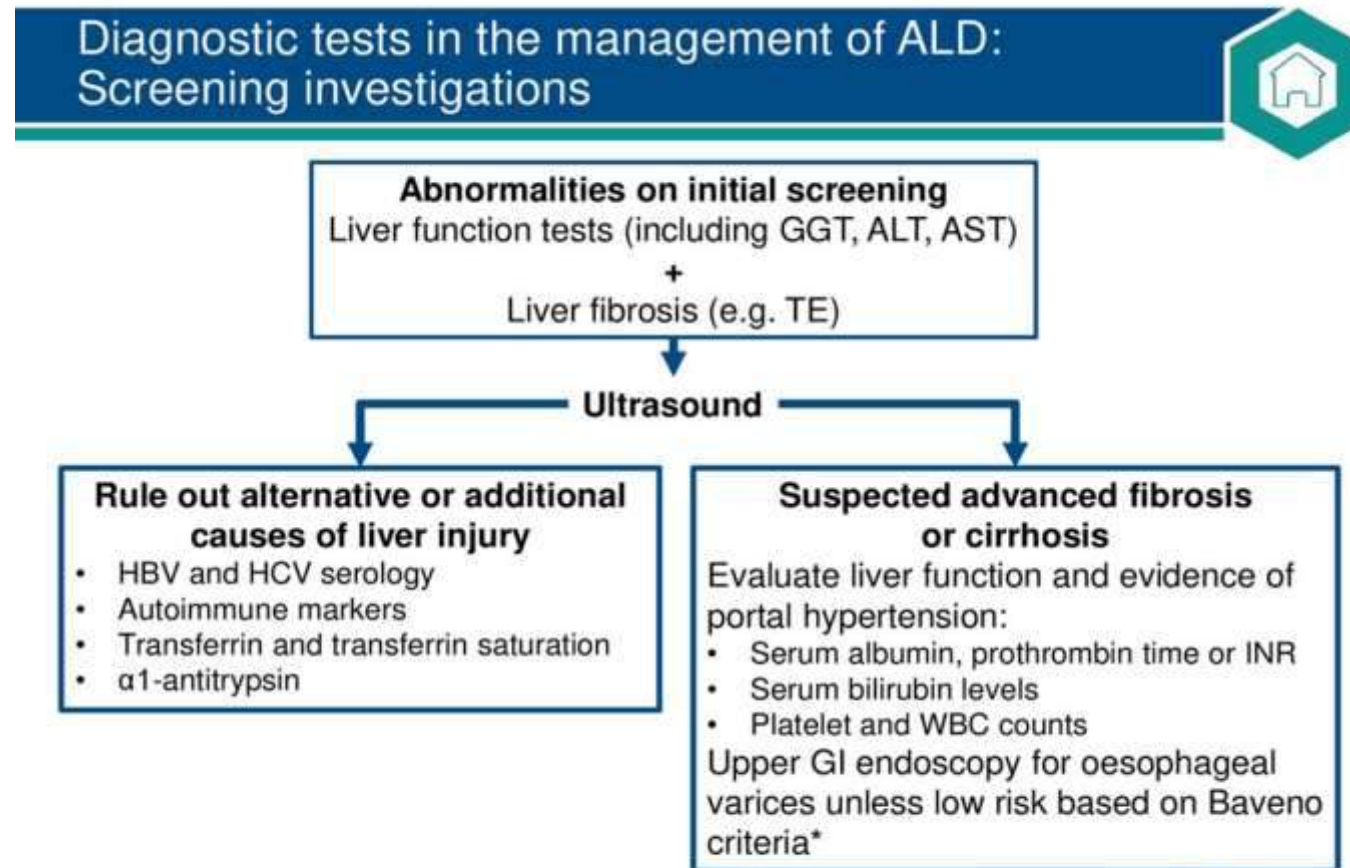 Diagnostic tests in the management of ALD:
Screening investigations
Abnormalities on initial screening
Liver function tests (including GGT, ALT, AST)
+
Liver fibrosis (e.g. TE)
Ultrasound
Rule out alternative or additional
causes of liver injury
• HBV and HCV serology
• Autoimmune markers
• Transferrin and transferrin saturation
• α1-antitrypsin
Suspected advanced fibrosis
or cirrhosis
Evaluate liver function and evidence of
portal hypertension:
• Serum albumin, prothrombin time or INR
• Serum bilirubin levels
• Platelet and WBC counts
Upper GI endoscopy for oesophageal
varices unless low risk based on Baveno
criteria*